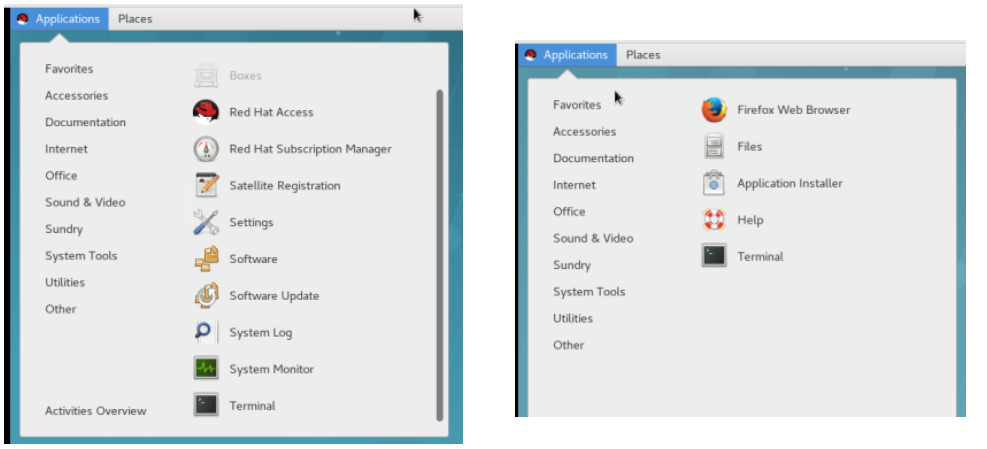 Applications Places
Favorites
Accessories
Documentation
Internet
Office
Sound & Video
Sundry
System Tools
Utilities
Other
Activities Overview
Boxes
Red Hat Access
Red Hat Subscription Manager
Satellite Registration
Settings
Software
Software Update
System Log
System Monitor
Terminal
Applications Places
Favorites
Accessories
Documentation
Internet
Office
Sound & Video
Sundry
System Tools
Utilities
Other
Firefox Web Browser
Files
Application Installer
Help
Terminal